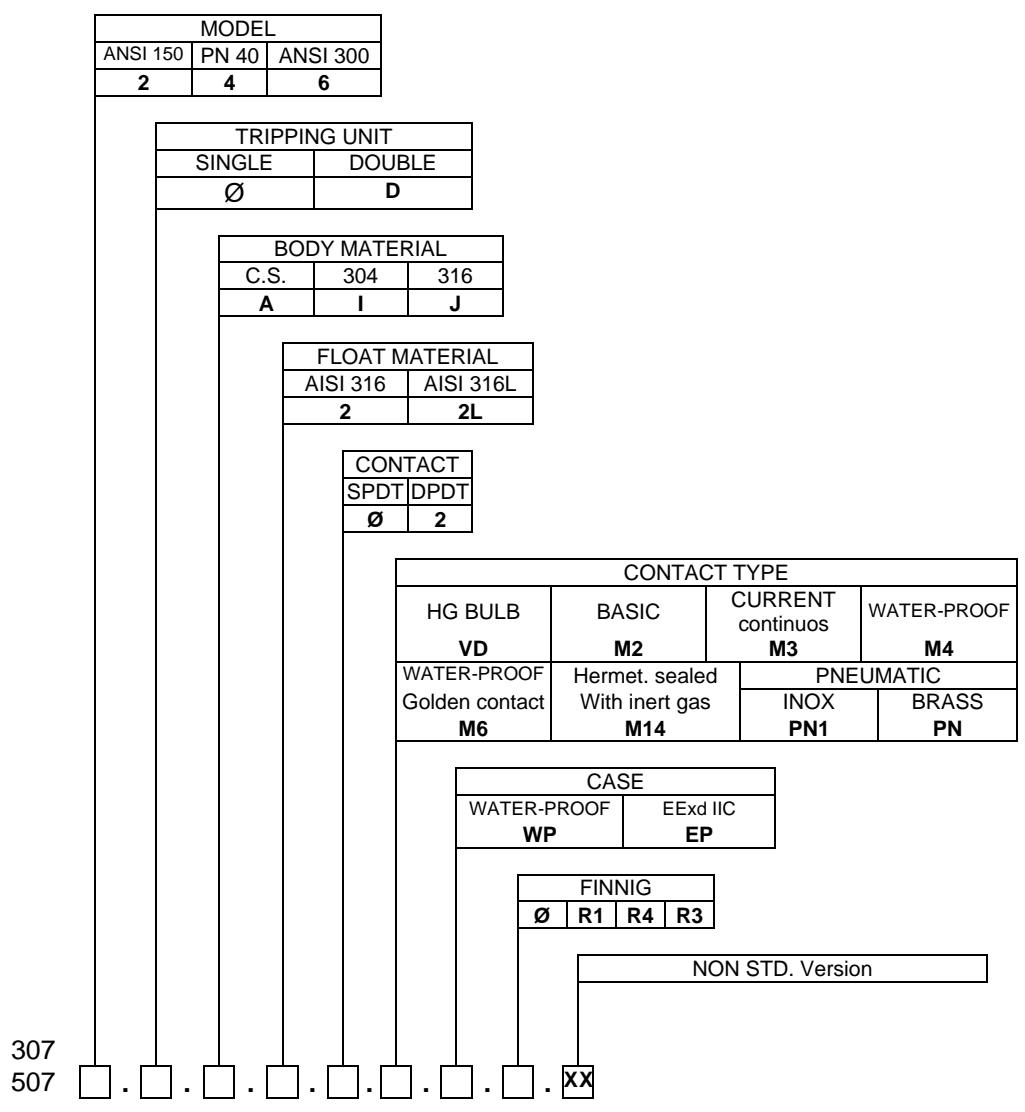 MODEL
ANSI 150 PN 40 ANSI 300
2 4 6
TRIPPING UNIT
SINGLE DOUBLE
Ø D
BODY MATERIAL
C.S. 304 316
A I J
FLOAT MATERIAL
AISI 316 AISI 316L
2 2L
CONTACT
SPDT DPDT
Ø 2
CONTACT TYPE
HG BULB BASIC CURRENT continuos WATER-PROOF
VD M2 M3 M4
WATER-PROOF Hermet. sealed PNEUMATIC
Golden contact With inert gas INOX BRASS
M6 M14 PN1 PN
CASE
WATER-PROOF EExd IIC
WP EP
FINNIG
Ø R1 R4 R3
NON STD. Version
307
507 . . . . . . . . XX